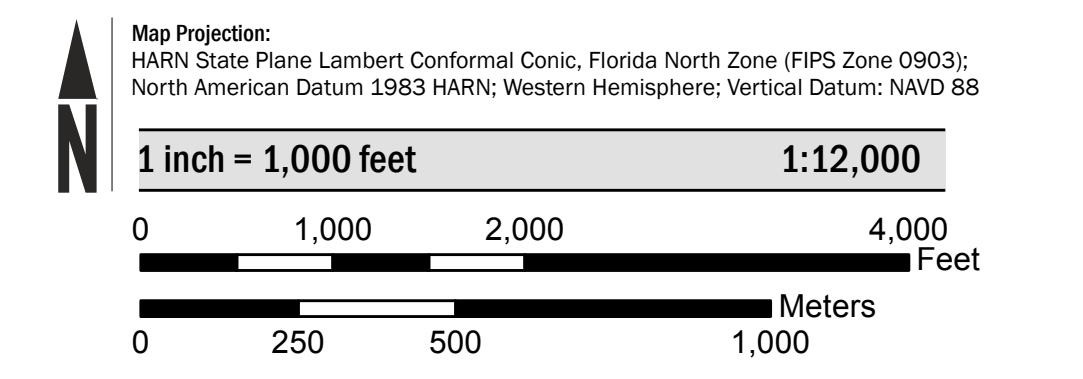 Map Projection:
HARN State Plane Lambert Conformal Conic, Florida North Zone (FIPS Zone 0903);
North American Datum 1983 HARN; Western Hemisphere; Vertical Datum: NAVD 88
N
1 inch = 1,000 feet 1:12,000
0 1,000 2,000 4,000
Feet
Meters
0 250 500 1,000